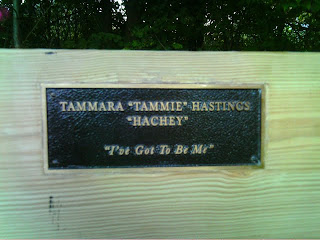 TAMMARA "TAMMIE" HASTINGS
"HACHEY"
"I've Got To Be Me"